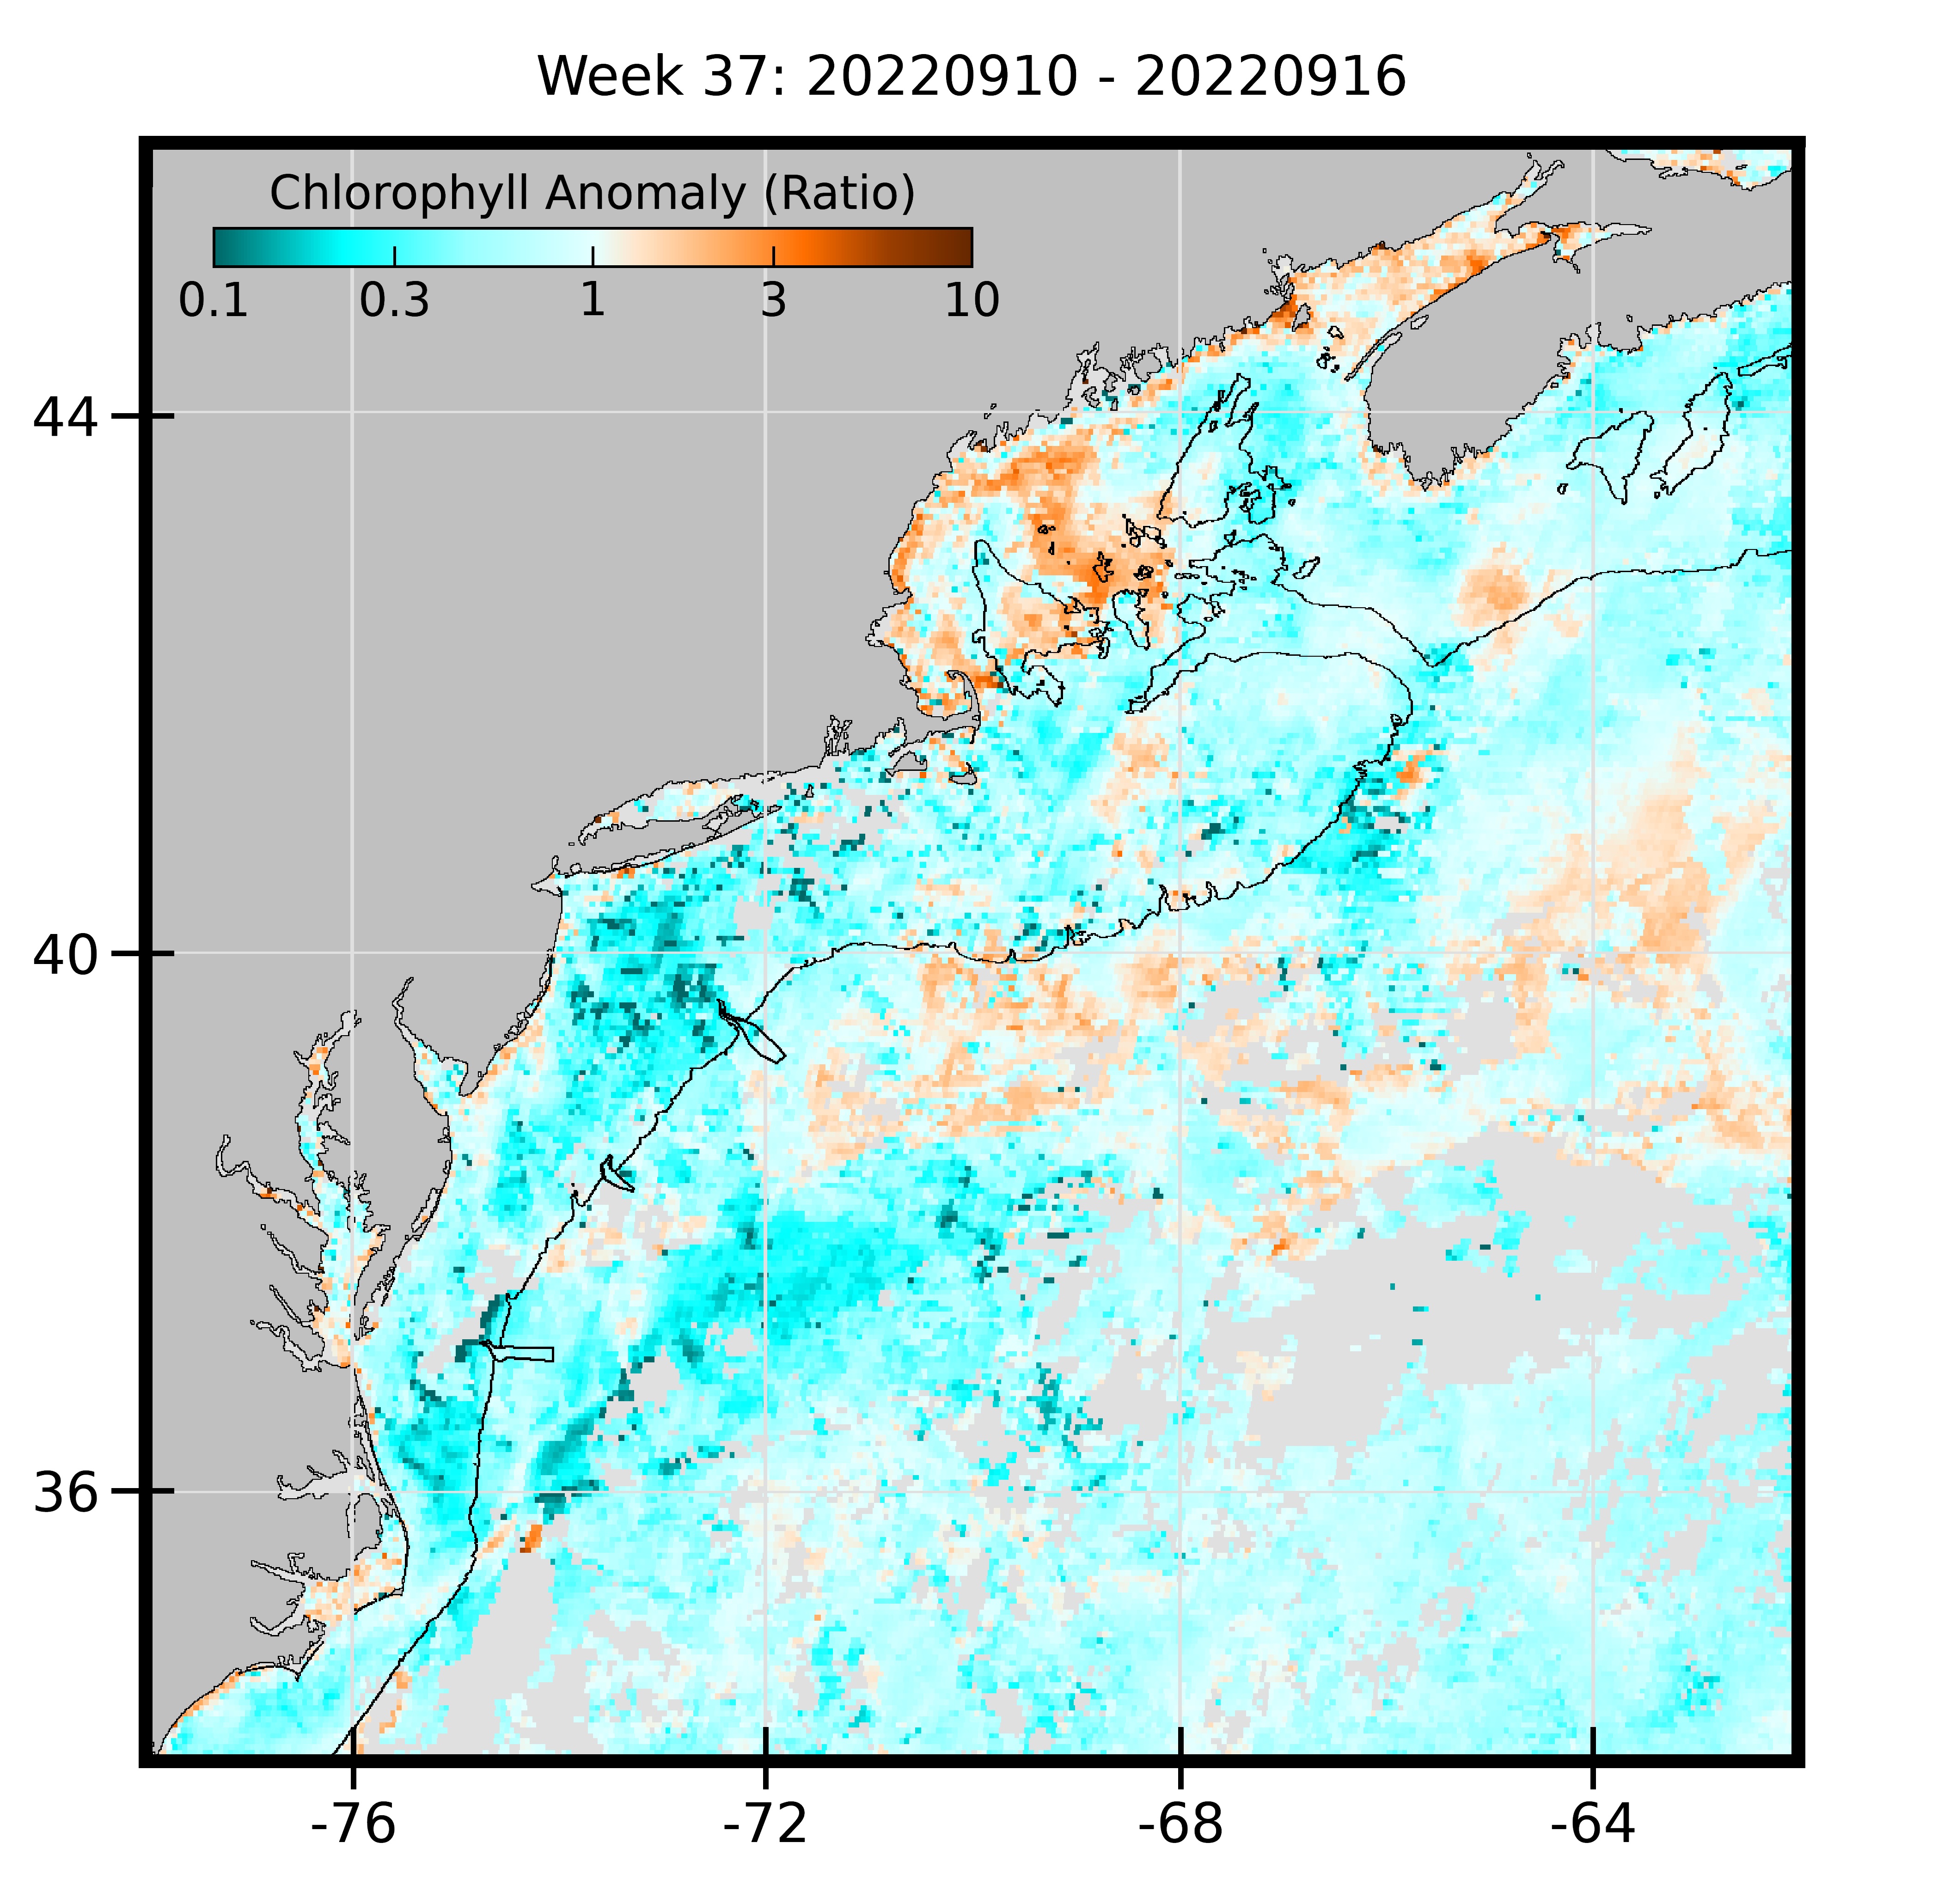 Week 37: 20220910 - 20220916
Chlorophyll Anomaly (Ratio)
0.1 0.3 1 3 10
44
40
36
-76 -72 -68 -64